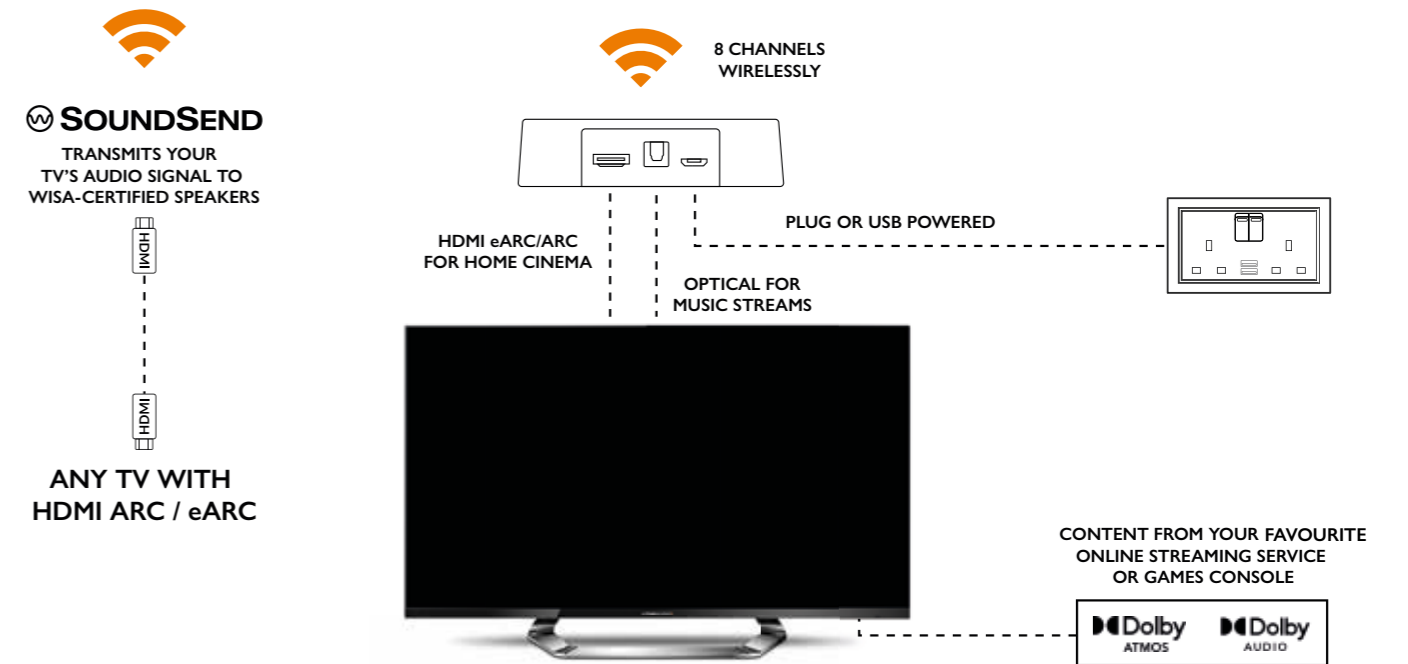 SOUNDSEND
TRANSMITS YOUR
TV'S AUDIO SIGNAL TO
WISA-CERTIFIED SPEAKERS
HDMI
HDMI
ANY TV WITH
HDMI ARC / eARC
8 CHANNELS
WIRELESSLY
HDMI eARC/ARC
FOR HOME CINEMA
OPTICAL FOR
MUSIC STREAMS
PLUG OR USB POWERED
CONTENT FROM YOUR FAVOURITE
ONLINE STREAMING SERVICE
OR GAMES CONSOLE
Dolby
ATMOS
Dolby
AUDIO